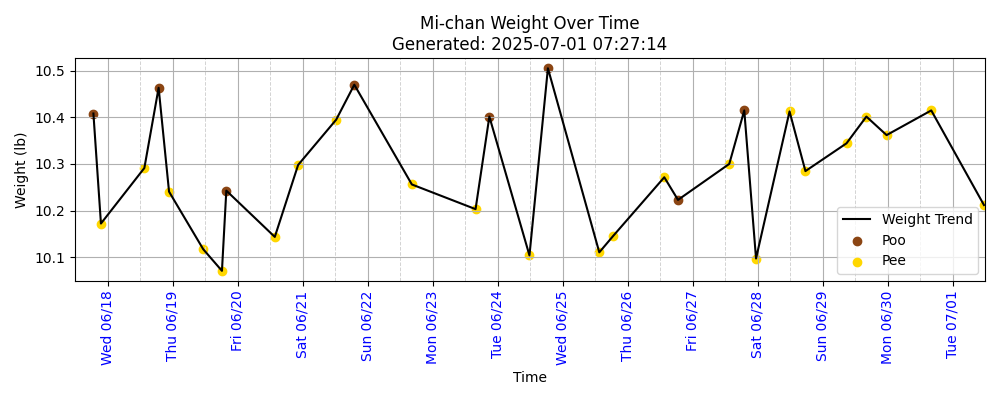 Mi-chan Weight Over Time
Generated: 2025-07-01 07:27:14
Weight (lb)
10.5
10.4
10.3
10.2
10.1
Weight Trend
Poo
Pee
Wed 06/18
Thu 06/19
Fri 06/20
Sat 06/21
Sun 06/22
Mon 06/23
Tue 06/24
Wed 06/25
Thu 06/26
Fri 06/27
Sat 06/28
Sun 06/29
Mon 06/30
Tue 07/01
Time